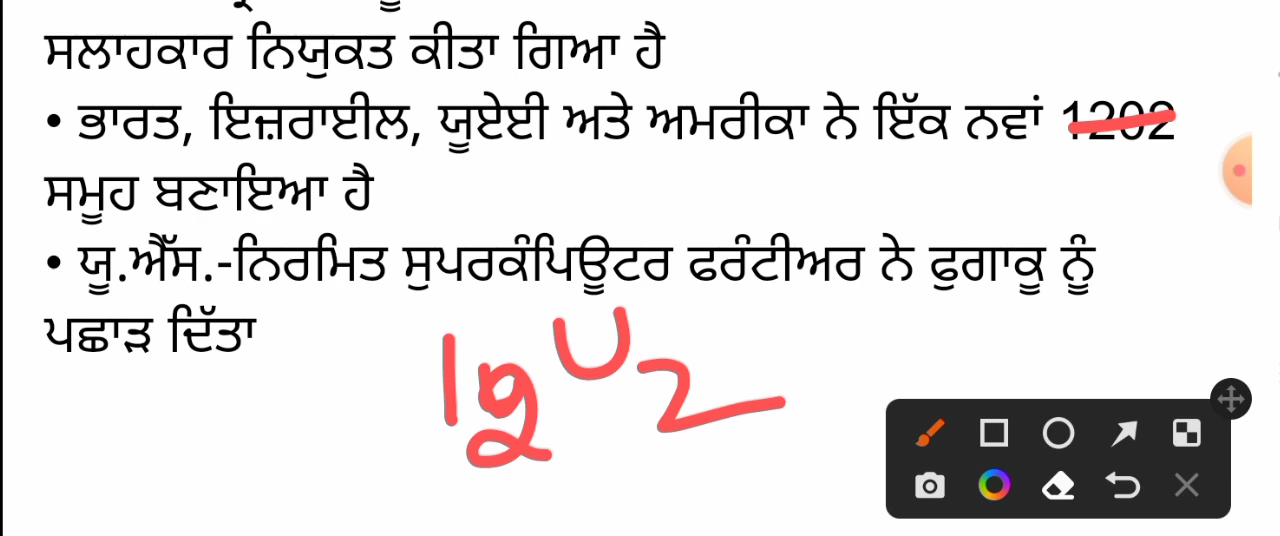 ਸਲਾਹਕਾਰ ਨਿਯੁਕਤ ਕੀਤਾ ਗਿਆ ਹੈ
• ਭਾਰਤ, ਇਜ਼ਰਾਈਲ, ਯੂਏਈ ਅਤੇ ਅਮਰੀਕਾ ਨੇ ਇੱਕ ਨਵਾਂ 1202
ਸਮੂਹ ਬਣਾਇਆ ਹੈ
• ਯੂ.ਐੱਸ.-ਨਿਰਮਿਤ ਸੁਪਰਕੰਪਿਊਟਰ ਫਰੰਟੀਅਰ ਨੇ ਫੁਗਾਕੂ ਨੂੰ
ਪਛਾੜ ਦਿੱਤਾ
I2U2